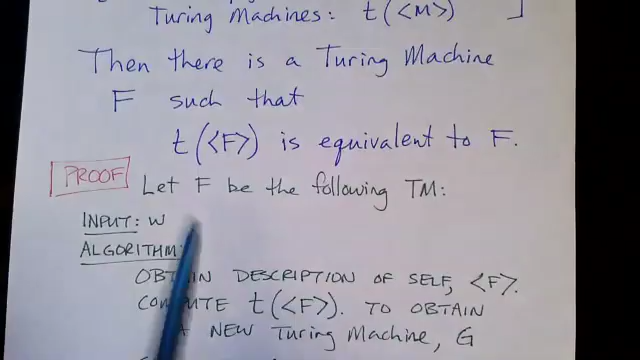 Turing Machines: t(<M>) ]
Then there is a Turing Machine
F such that
t(<F>) is equivalent to F.
PROOF Let F be the following TM:
INPUT: W
ALGORITHM:
OBTAIN DESCRIPTION OF SELF, <F>.
COMPUTE t(<F>). TO OBTAIN
A NEW Turing Machine, G